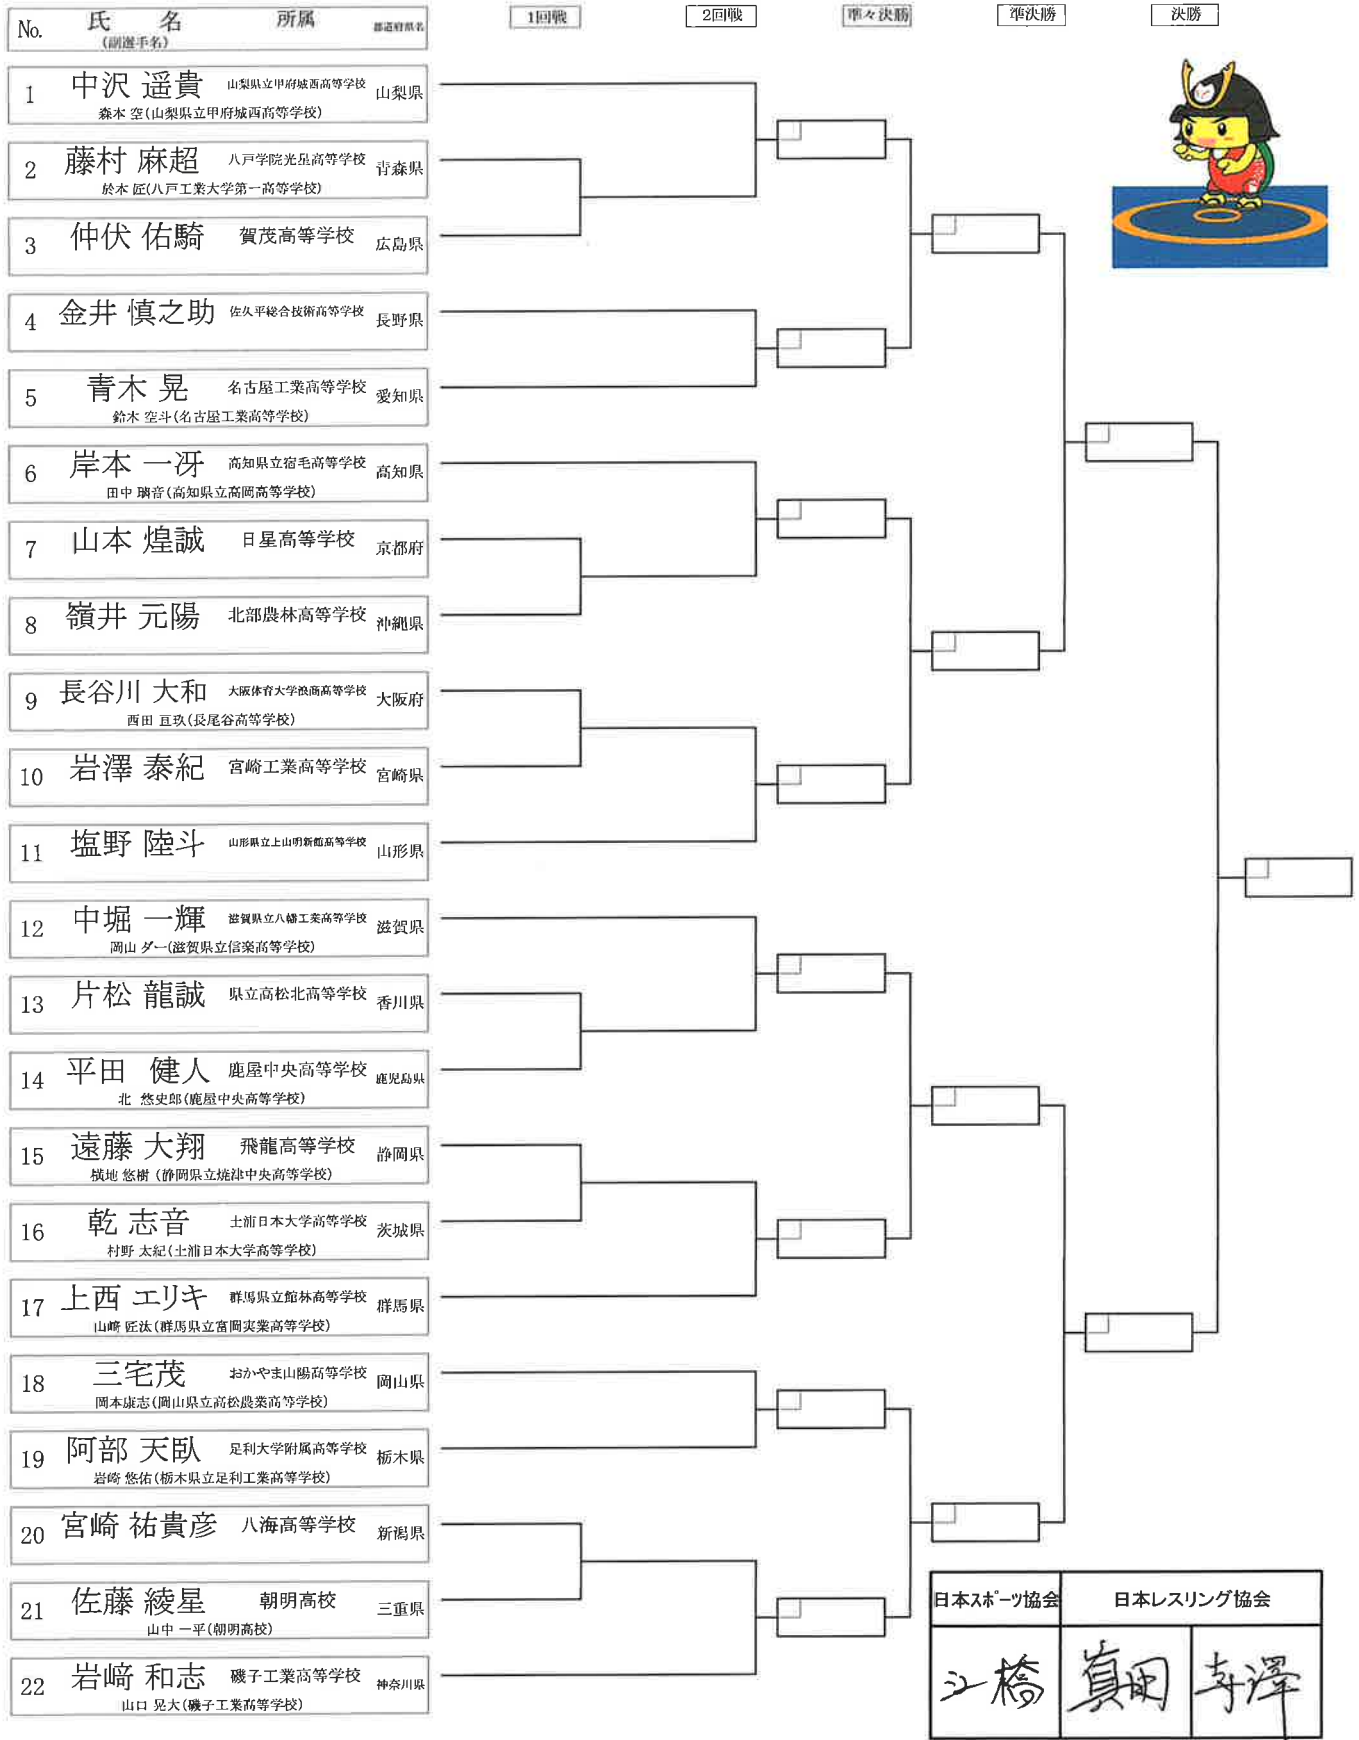 No. 氏 名 所属 都道府県名
(副選手名)
1回戦 2回戦 準々決勝 準決勝 決勝
1 中沢 遥貴 山梨県立甲府城西高等学校 山梨県
森本 空(山梨県立甲府城西高等学校)
2 藤村 麻超 八戸学院光星高等学校 青森県
於本 匠(八戸工業大学第一高等学校)
3 仲伏 佑騎 賀茂高等学校 広島県
4 金井 慎之助 佐久平総合技術高等学校 長野県
5 青木 晃 名古屋工業高等学校 愛知県
鈴木 空斗(名古屋工業高等学校)
6 岸本 一冴 高知県立宿毛高等学校 高知県
田中 瑞音(高知県立高岡高等学校)
7 山本 煌誠 日星高等学校 京都府
8 嶺井 元陽 北部農林高等学校 沖縄県
9 長谷川 大和 大阪体育大学浪商高等学校 大阪府
西田 亘玖(長尾谷高等学校)
10 岩澤 泰紀 宮崎工業高等学校 宮崎県
11 塩野 陸斗 山形県立上山明新館高等学校 山形県
12 中堀 一輝 滋賀県立八幡工業高等学校 滋賀県
岡山 ダー(滋賀県立信楽高等学校)
13 片松 龍誠 県立高松北高等学校 香川県
14 平田 健人 鹿屋中央高等学校 鹿児島県
北 悠史郎(鹿屋中央高等学校)
15 遠藤 大翔 飛龍高等学校 静岡県
横地 悠樹 (静岡県立焼津中央高等学校)
16 乾 志音 土浦日本大学高等学校 茨城県
村野 太紀(土浦日本大学高等学校)
17 上西 エリキ 群馬県立館林高等学校 群馬県
山﨑 匠汰(群馬県立富岡実業高等学校)
18 三宅茂 おかやま山陽高等学校 岡山県
岡本康志(岡山県立高松農業高等学校)
19 阿部 天臥 足利大学附属高等学校 栃木県
岩崎 悠佑(栃木県立足利工業高等学校)
20 宮崎 祐貴彦 八海高等学校 新潟県
21 佐藤 綾星 朝明高校 三重県
山中 一平(朝明高校)
22 岩﨑 和志 磯子工業高等学校 神奈川県
山口 晃大(磯子工業高等学校)
日本スポーツ協会 日本レスリング協会
江橋 眞田 寺澤